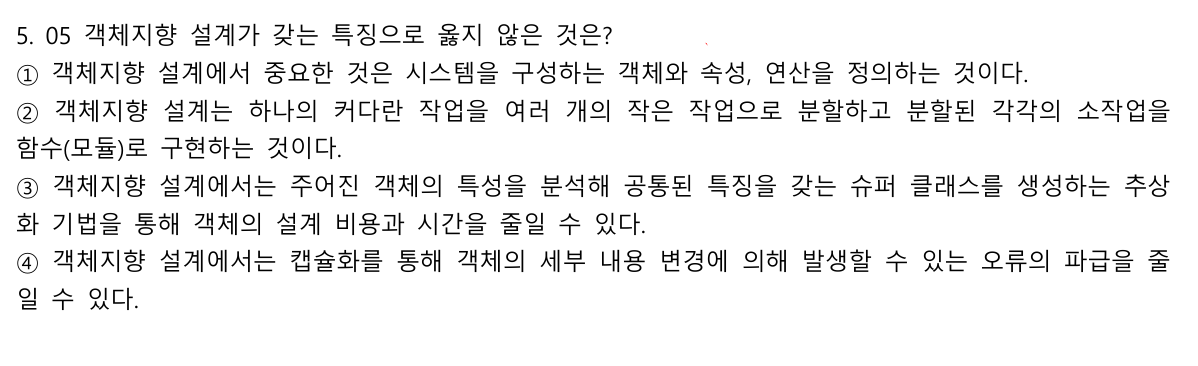 5. 05 객체지향 설계가 갖는 특징으로 옳지 않은 것은?
① 객체지향 설계에서 중요한 것은 시스템을 구성하는 객체와 속성, 연산을 정의하는 것이다.
② 객체지향 설계는 하나의 커다란 작업을 여러 개의 작은 작업으로 분할하고 분할된 각각의 소작업을
함수(모듈)로 구현하는 것이다.
③ 객체지향 설계에서는 주어진 객체의 특성을 분석해 공통된 특징을 갖는 슈퍼 클래스를 생성하는 추상
화 기법을 통해 객체의 설계 비용과 시간을 줄일 수 있다.
④ 객체지향 설계에서는 캡슐화를 통해 객체의 세부 내용 변경에 의해 발생할 수 있는 오류의 파급을 줄
일 수 있다.